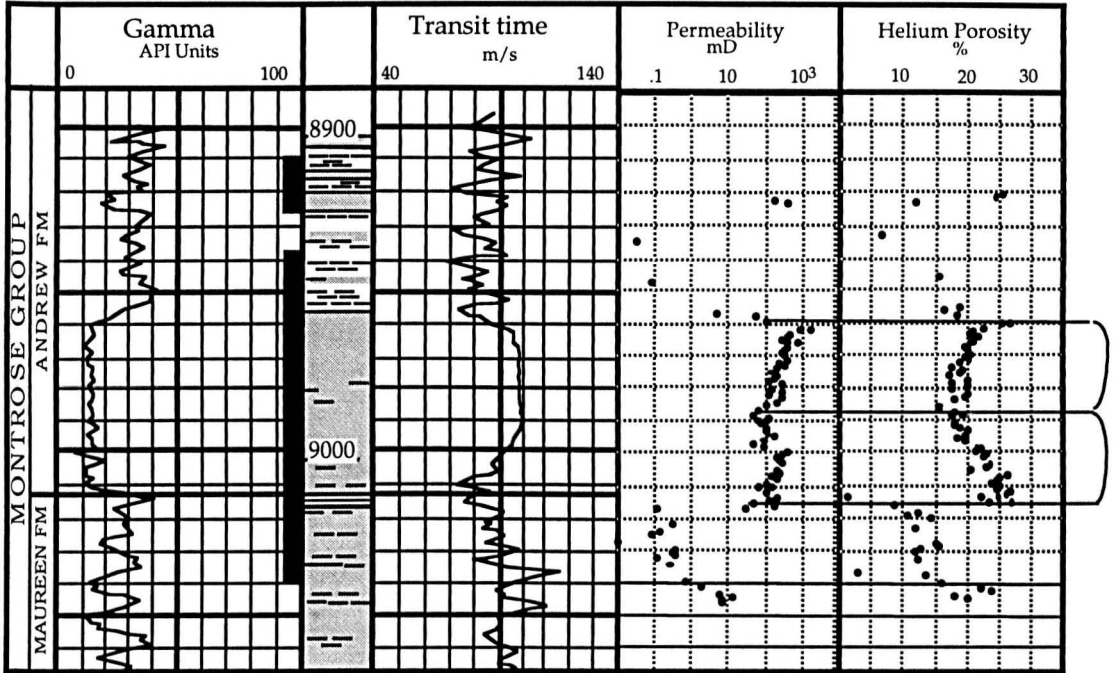 Gamma
API Units
0 100
Transit time
m/s
40 140
Permeability
mD
.1 10 10³
Helium Porosity
%
10 20 30
MONTROSE GROUP
ANDREW FM
MAUREEN FM
8900
9000